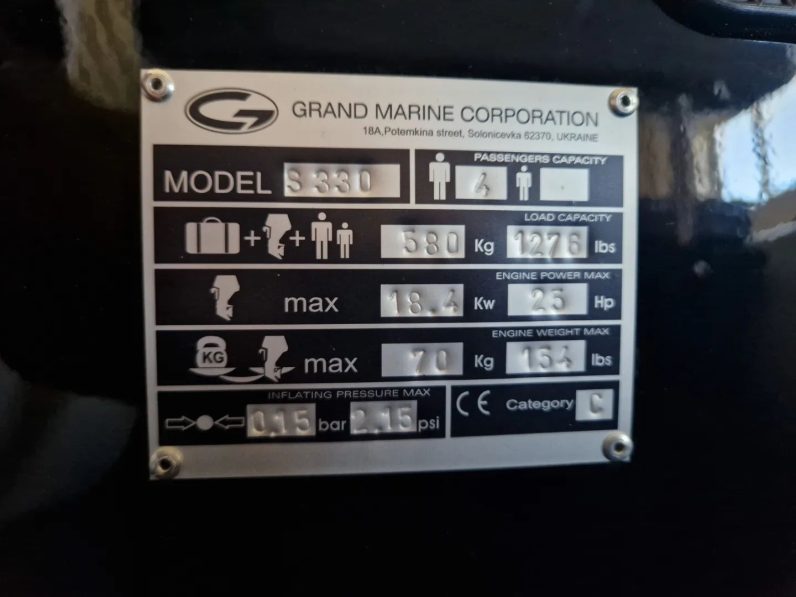 G GRAND MARINE CORPORATION
18A,Potemkina street, Solonicevka 62370, UKRAINE
MODEL S330
PASSENGERS CAPACITY
4
LOAD CAPACITY
+ + 580 Kg 1276 lbs
ENGINE POWER MAX
max 18.4 Kw 25 Hp
ENGINE WEIGHT MAX
KG max 70 Kg 154 lbs
INFLATING PRESSURE MAX
0.15 bar 2.15 psi
CE Category C